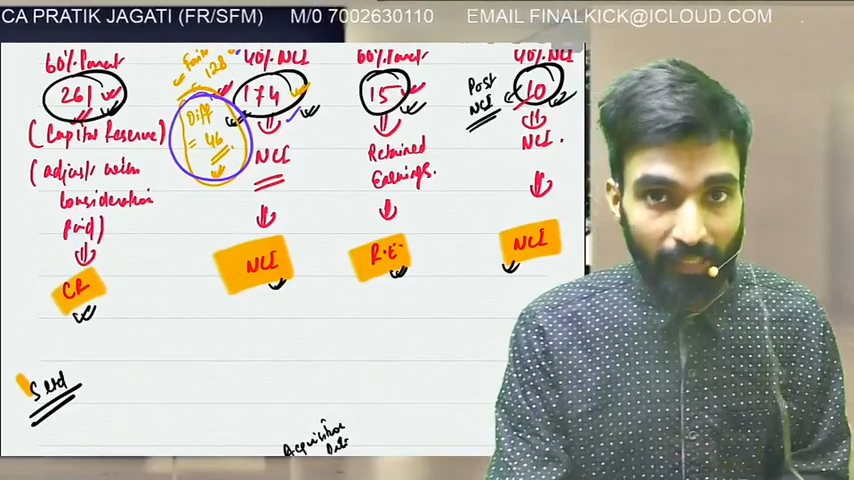 CA PRATIK JAGATI (FR/SFM) M/0 7002630110 EMAIL FINALKICK@ICLOUD.COM
60% Parent 40% NCI 60% Parent 40% NCI
128
261 174 15 10
Post NCI
Diff = 46
(Capital Reserve) NCI Retained Earnings. NCI.
(adjust with consideration paid)
CR NCI R.E. NCI
S Ltd
Acquisition Date